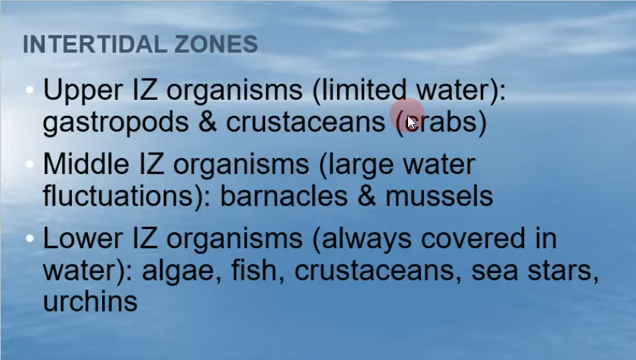 INTERTIDAL ZONES
• Upper IZ organisms (limited water):
gastropods & crustaceans (crabs)
• Middle IZ organisms (large water
fluctuations): barnacles & mussels
• Lower IZ organisms (always covered in
water): algae, fish, crustaceans, sea stars,
urchins